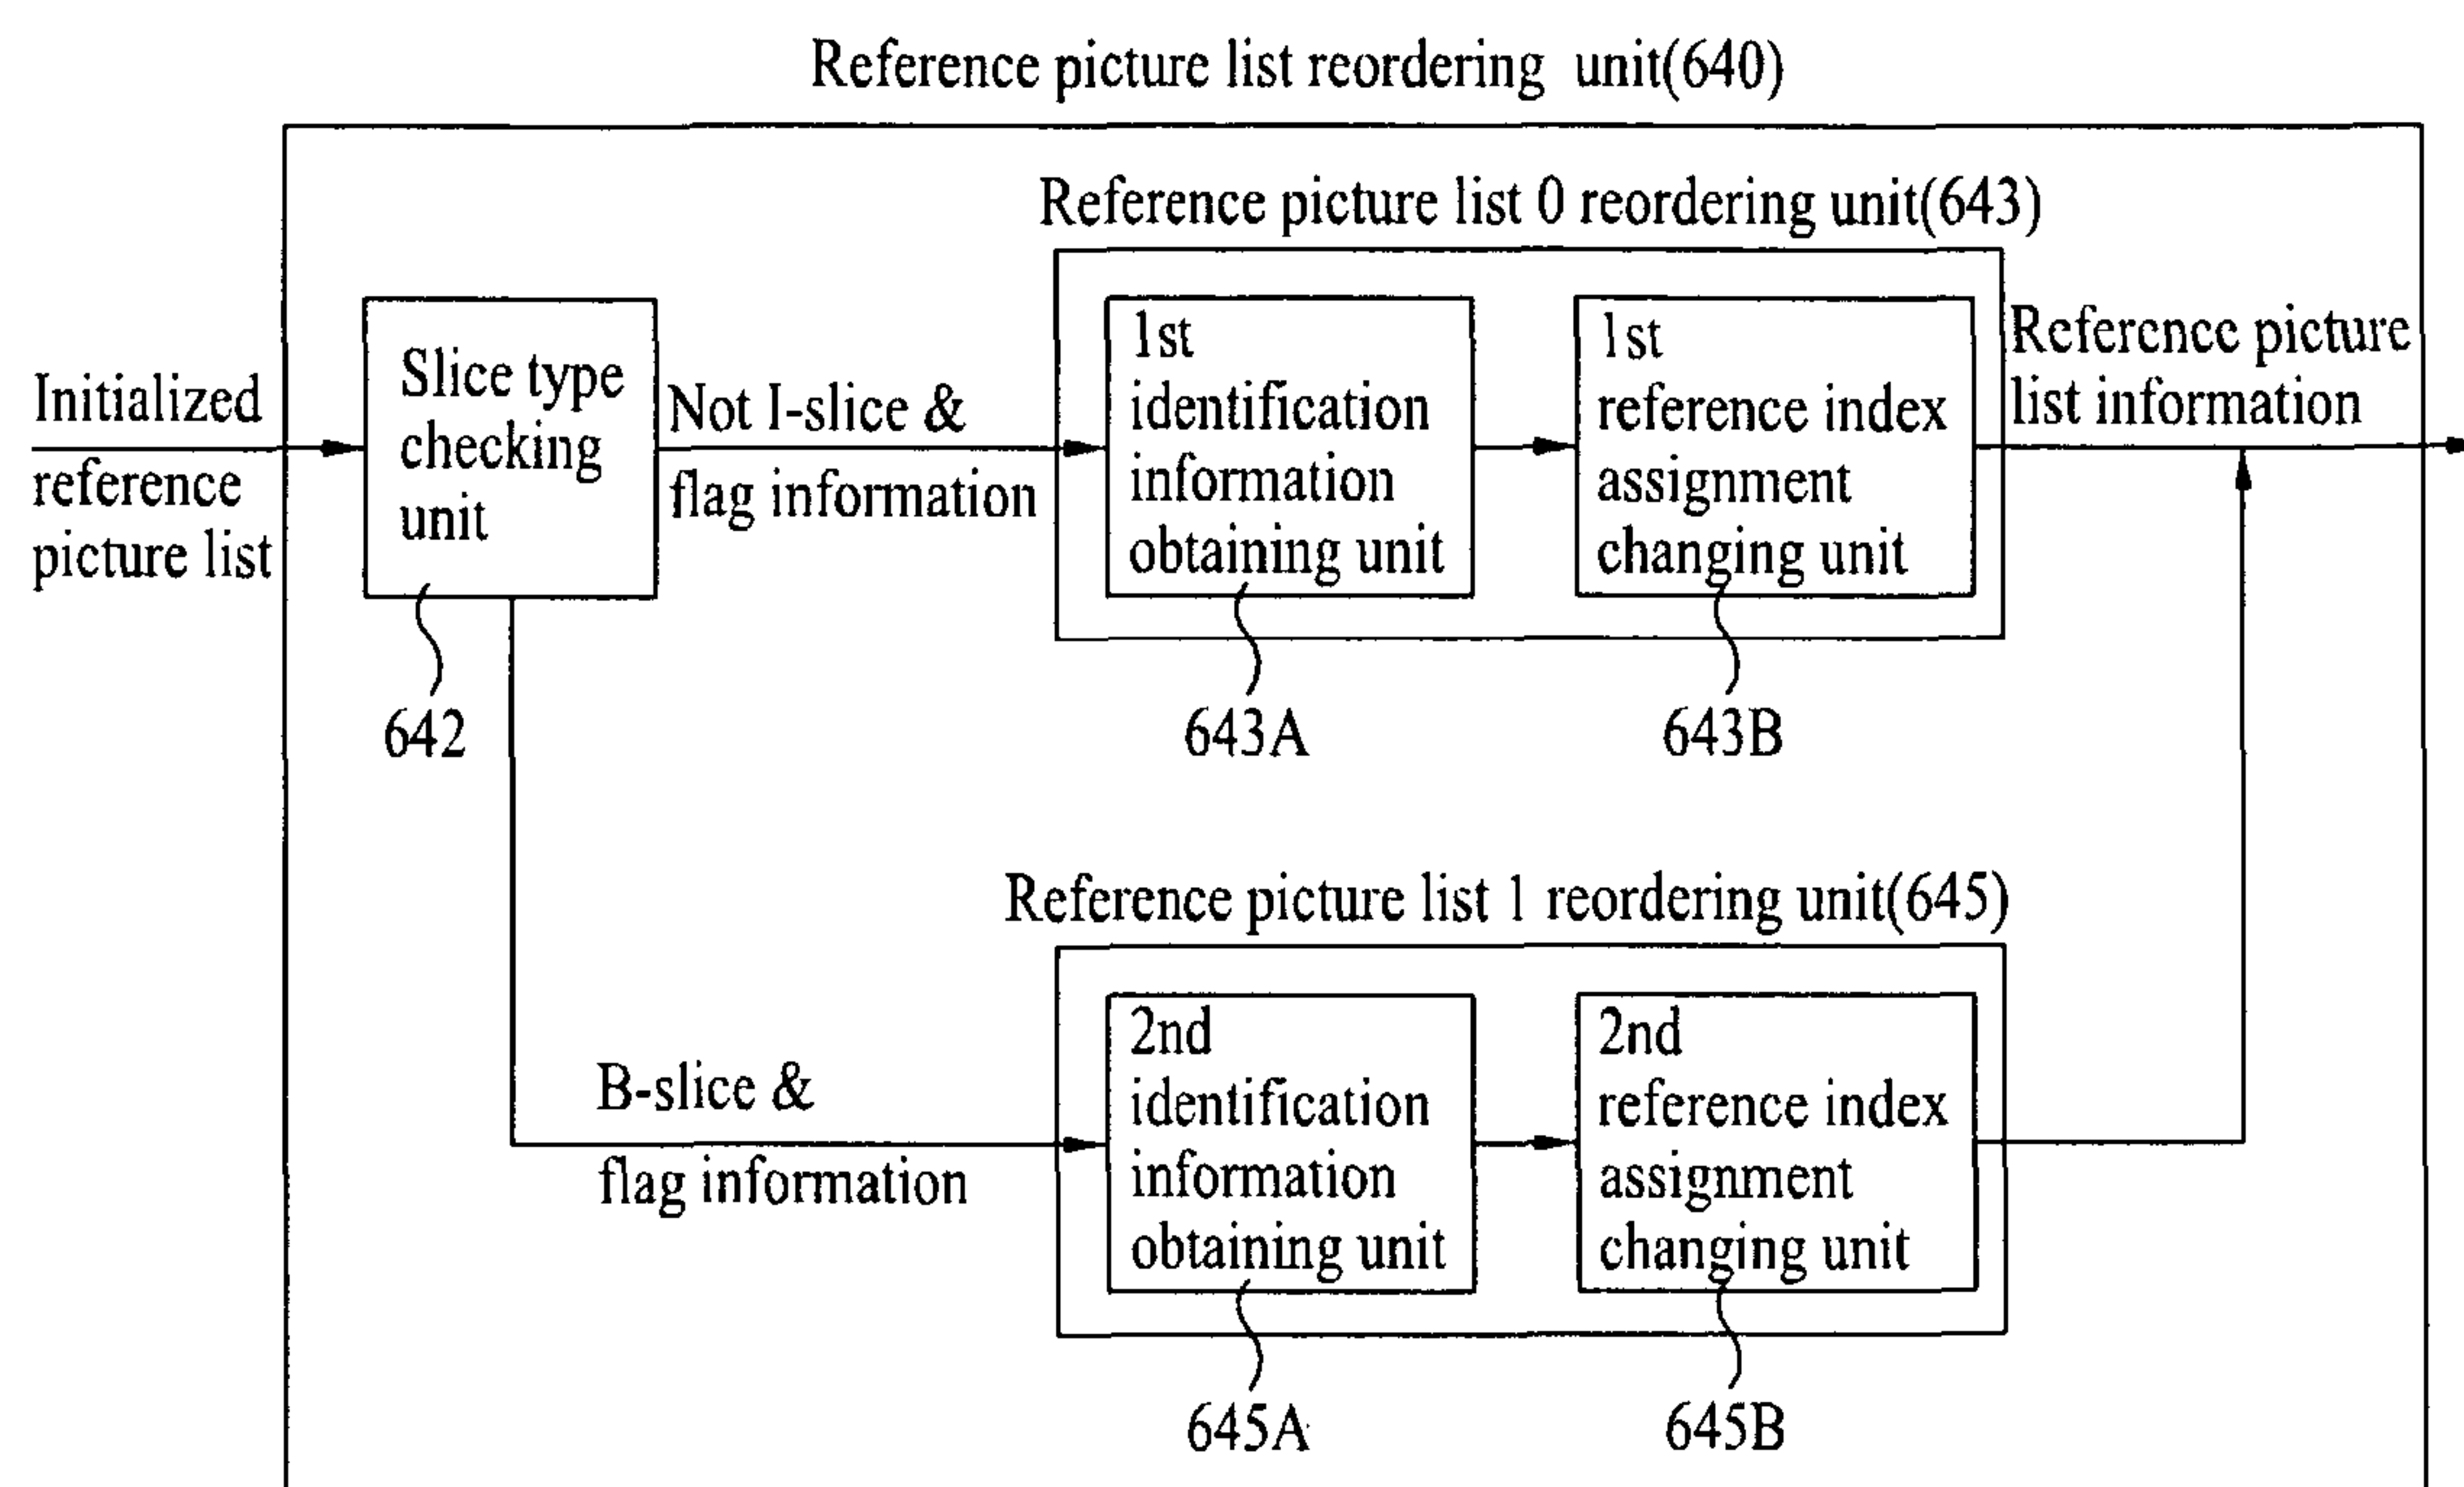 Reference picture list reordering unit(640)
Reference picture list 0 reordering unit(643)
Initialized
reference
picture list
Slice type
checking
unit
642
Not I-slice &
flag information
1st
identification
information
obtaining unit
643A
1st
reference index
assignment
changing unit
643B
Reference picture
list information
Reference picture list 1 reordering unit(645)
B-slice &
flag information
2nd
identification
information
obtaining unit
645A
2nd
reference index
assignment
changing unit
645B